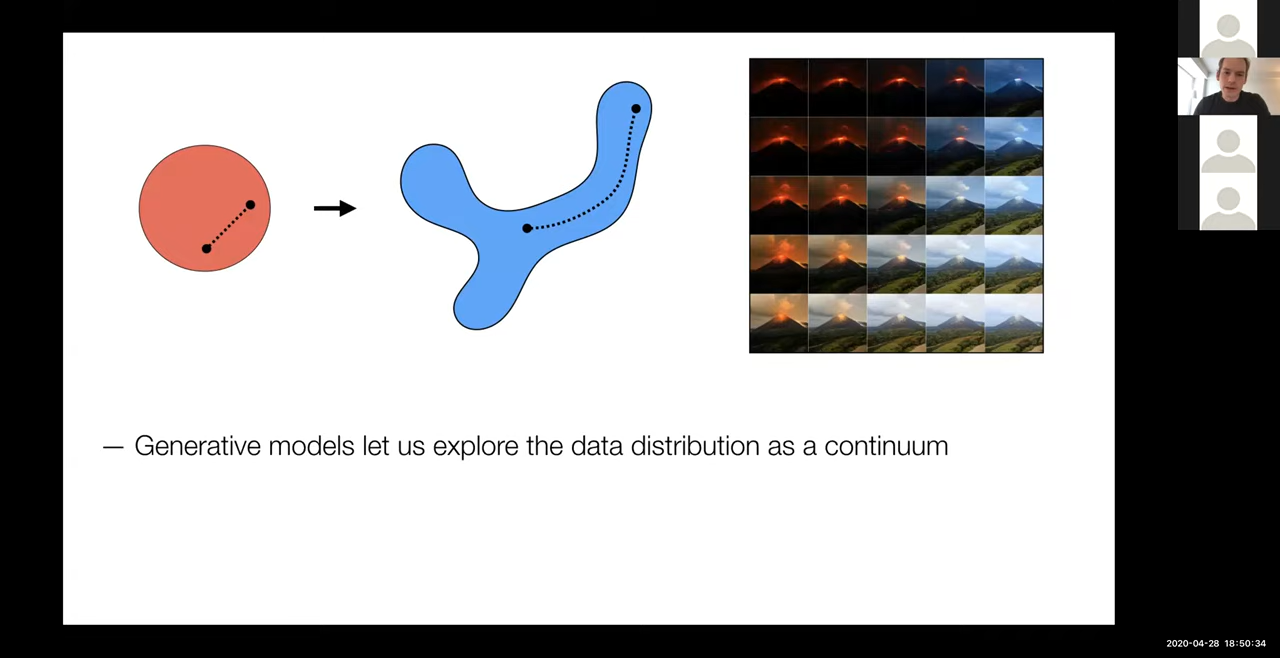 — Generative models let us explore the data distribution as a continuum
2020-04-28 18:50:34